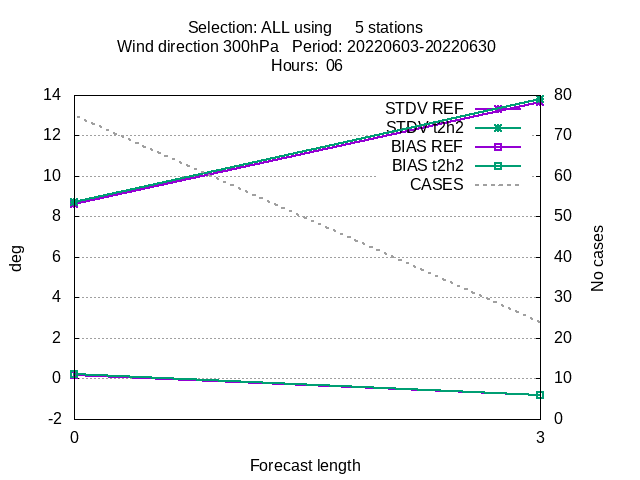 Selection: ALL using 5 stations
Wind direction 300hPa Period: 20220603-20220630
Hours: 06
14
12
10
8
6
4
2
0
-2
deg
80
70
60
50
40
30
20
10
0
No cases
STDV REF
STDV t2h2
BIAS REF
BIAS t2h2
CASES
0
3
Forecast length